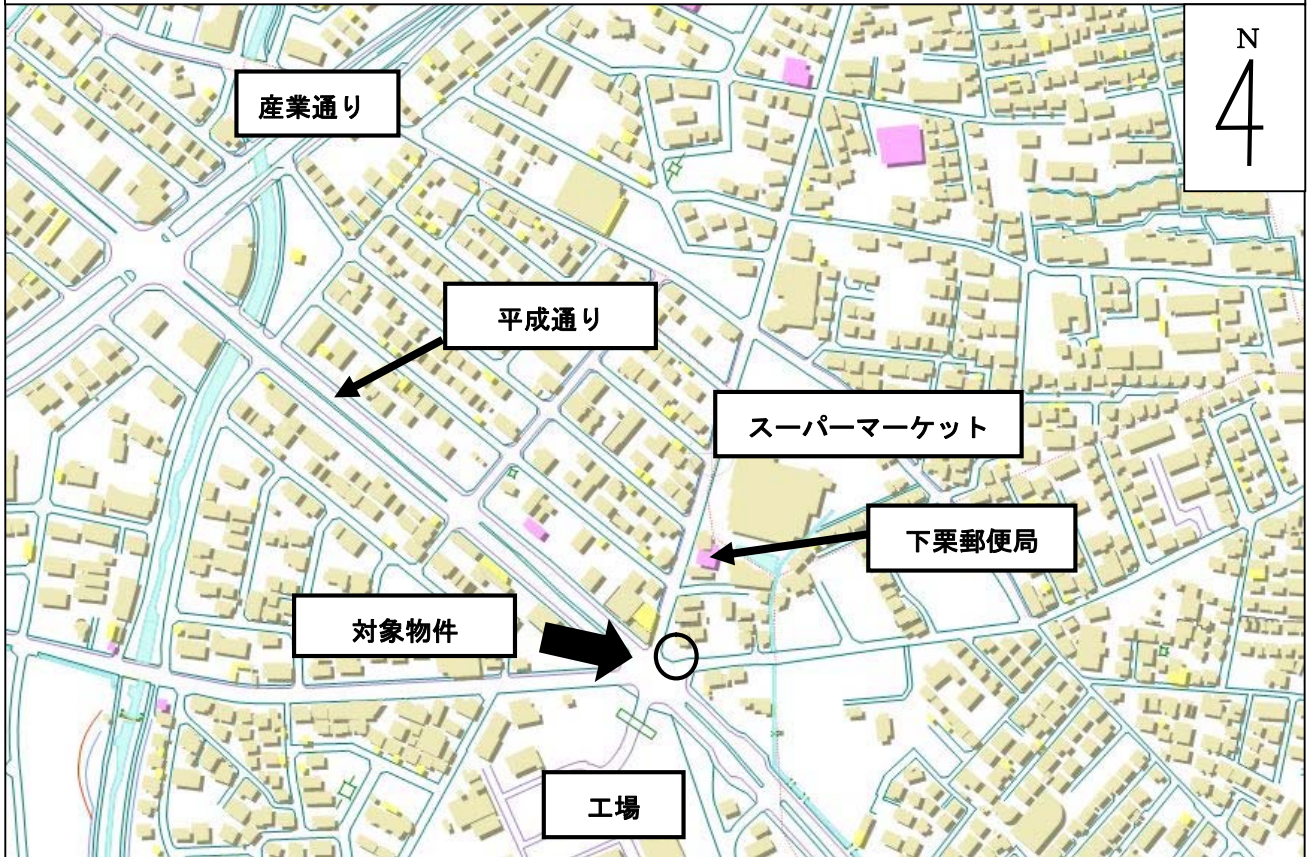 N
産業通り
平成通り
スーパーマーケット
下栗郵便局
対象物件
工場